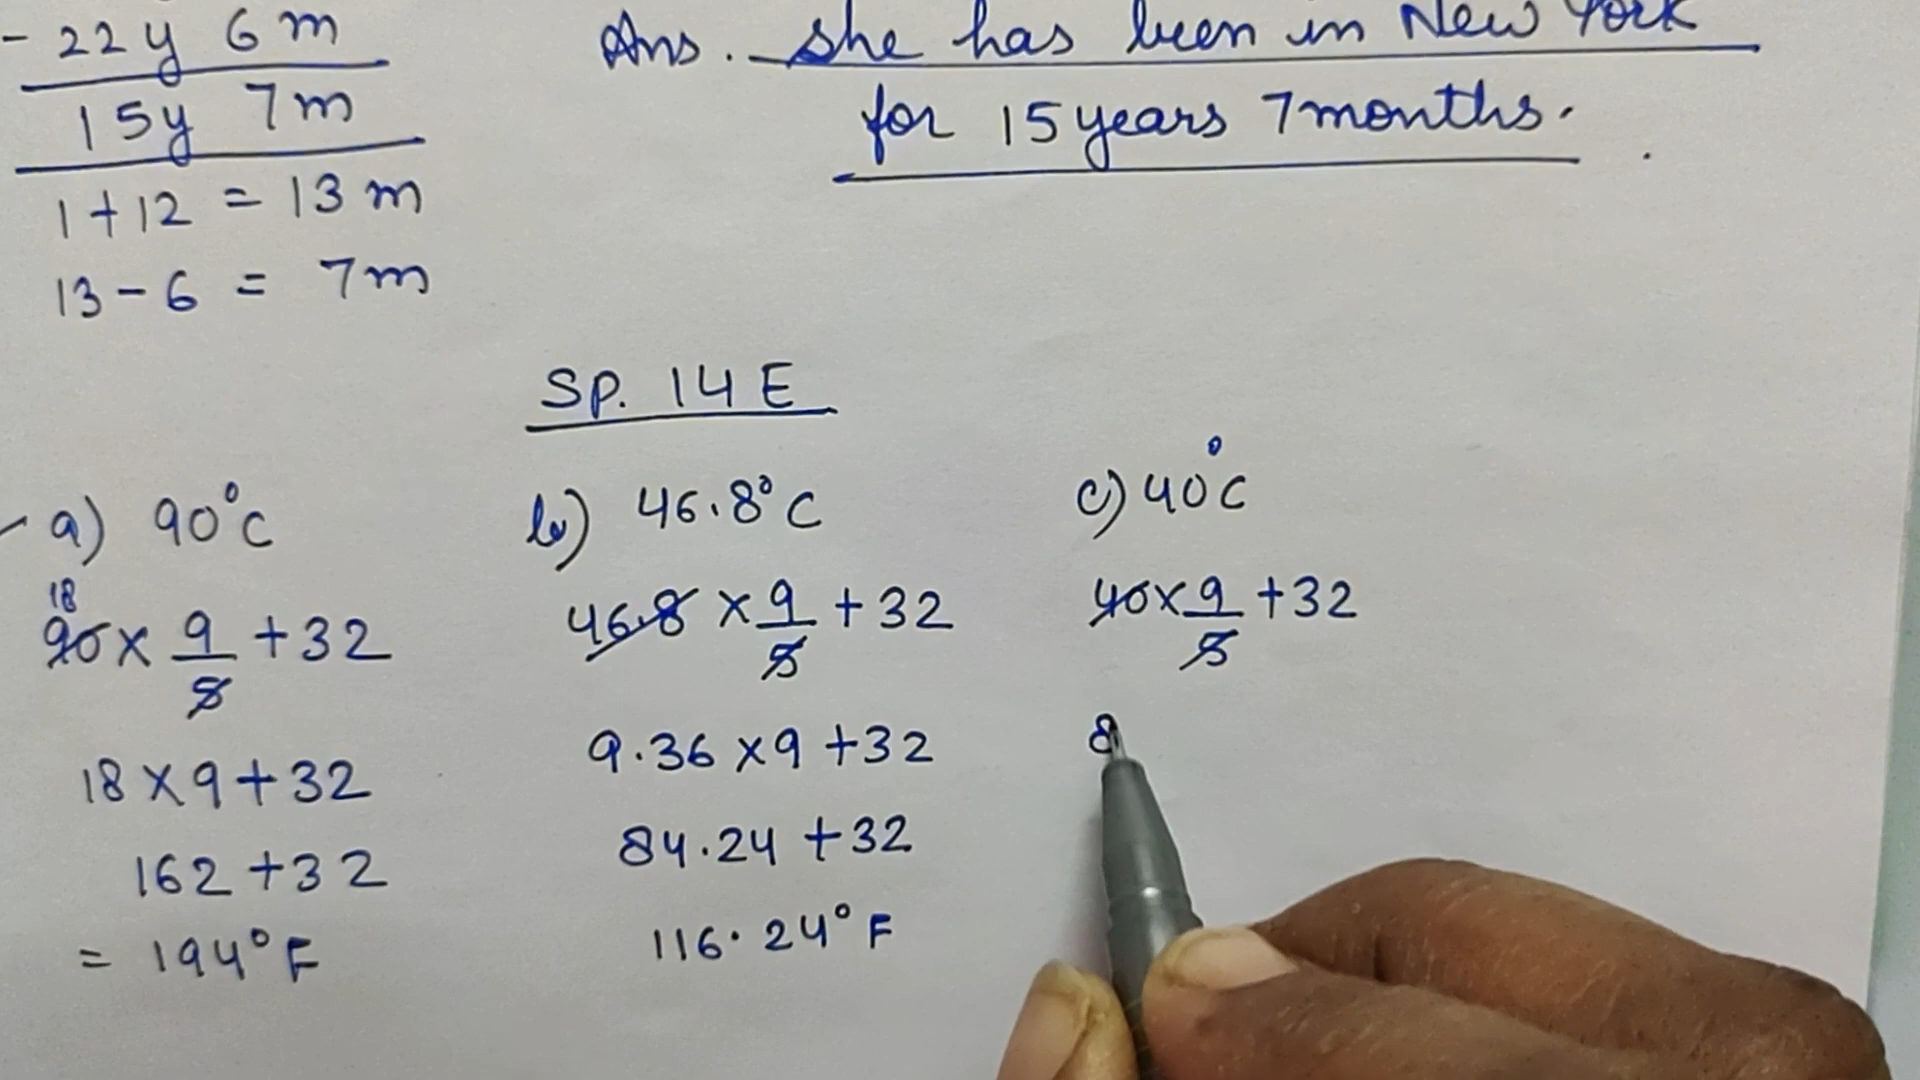 - 22y 6m
15y 7m
1+12 = 13 m
13 - 6 = 7m
Ans. she has been in New York
for 15 years 7 months.
SP. 14 E
a) 90°C
18
90 x 9/5 + 32
18 x 9 + 32
162 + 32
= 194°F
b) 46.8°C
46.8 x 9/5 + 32
9.36 x 9 + 32
84.24 + 32
116.24°F
c) 40°C
40 x 9/5 + 32
8